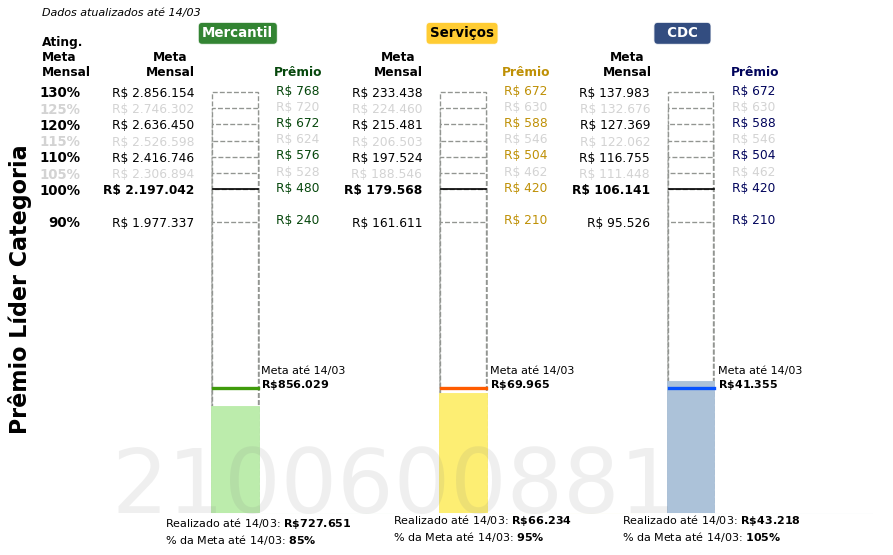 Dados atualizados até 14/03
Mercantil Serviços CDC
Ating. Meta Mensal Meta Mensal Prêmio Meta Mensal Prêmio Meta Mensal Prêmio
130% R$ 2.856.154 R$ 768 R$ 233.438 R$ 672 R$ 137.983 R$ 672
125% R$ 2.746.302 R$ 720 R$ 224.460 R$ 630 R$ 132.676 R$ 630
120% R$ 2.636.450 R$ 672 R$ 215.481 R$ 588 R$ 127.369 R$ 588
115% R$ 2.526.598 R$ 624 R$ 206.503 R$ 546 R$ 122.062 R$ 546
110% R$ 2.416.746 R$ 576 R$ 197.524 R$ 504 R$ 116.755 R$ 504
105% R$ 2.306.894 R$ 528 R$ 188.546 R$ 462 R$ 111.448 R$ 462
100% R$ 2.197.042 R$ 480 R$ 179.568 R$ 420 R$ 106.141 R$ 420
90% R$ 1.977.337 R$ 240 R$ 161.611 R$ 210 R$ 95.526 R$ 210
Prêmio Líder Categoria
Meta até 14/03 Meta até 14/03 Meta até 14/03
R$856.029 R$69.965 R$41.355
2100600881
Realizado até 14/03: R$727.651 Realizado até 14/03: R$66.234 Realizado até 14/03: R$43.218
% da Meta até 14/03: 85% % da Meta até 14/03: 95% % da Meta até 14/03: 105%